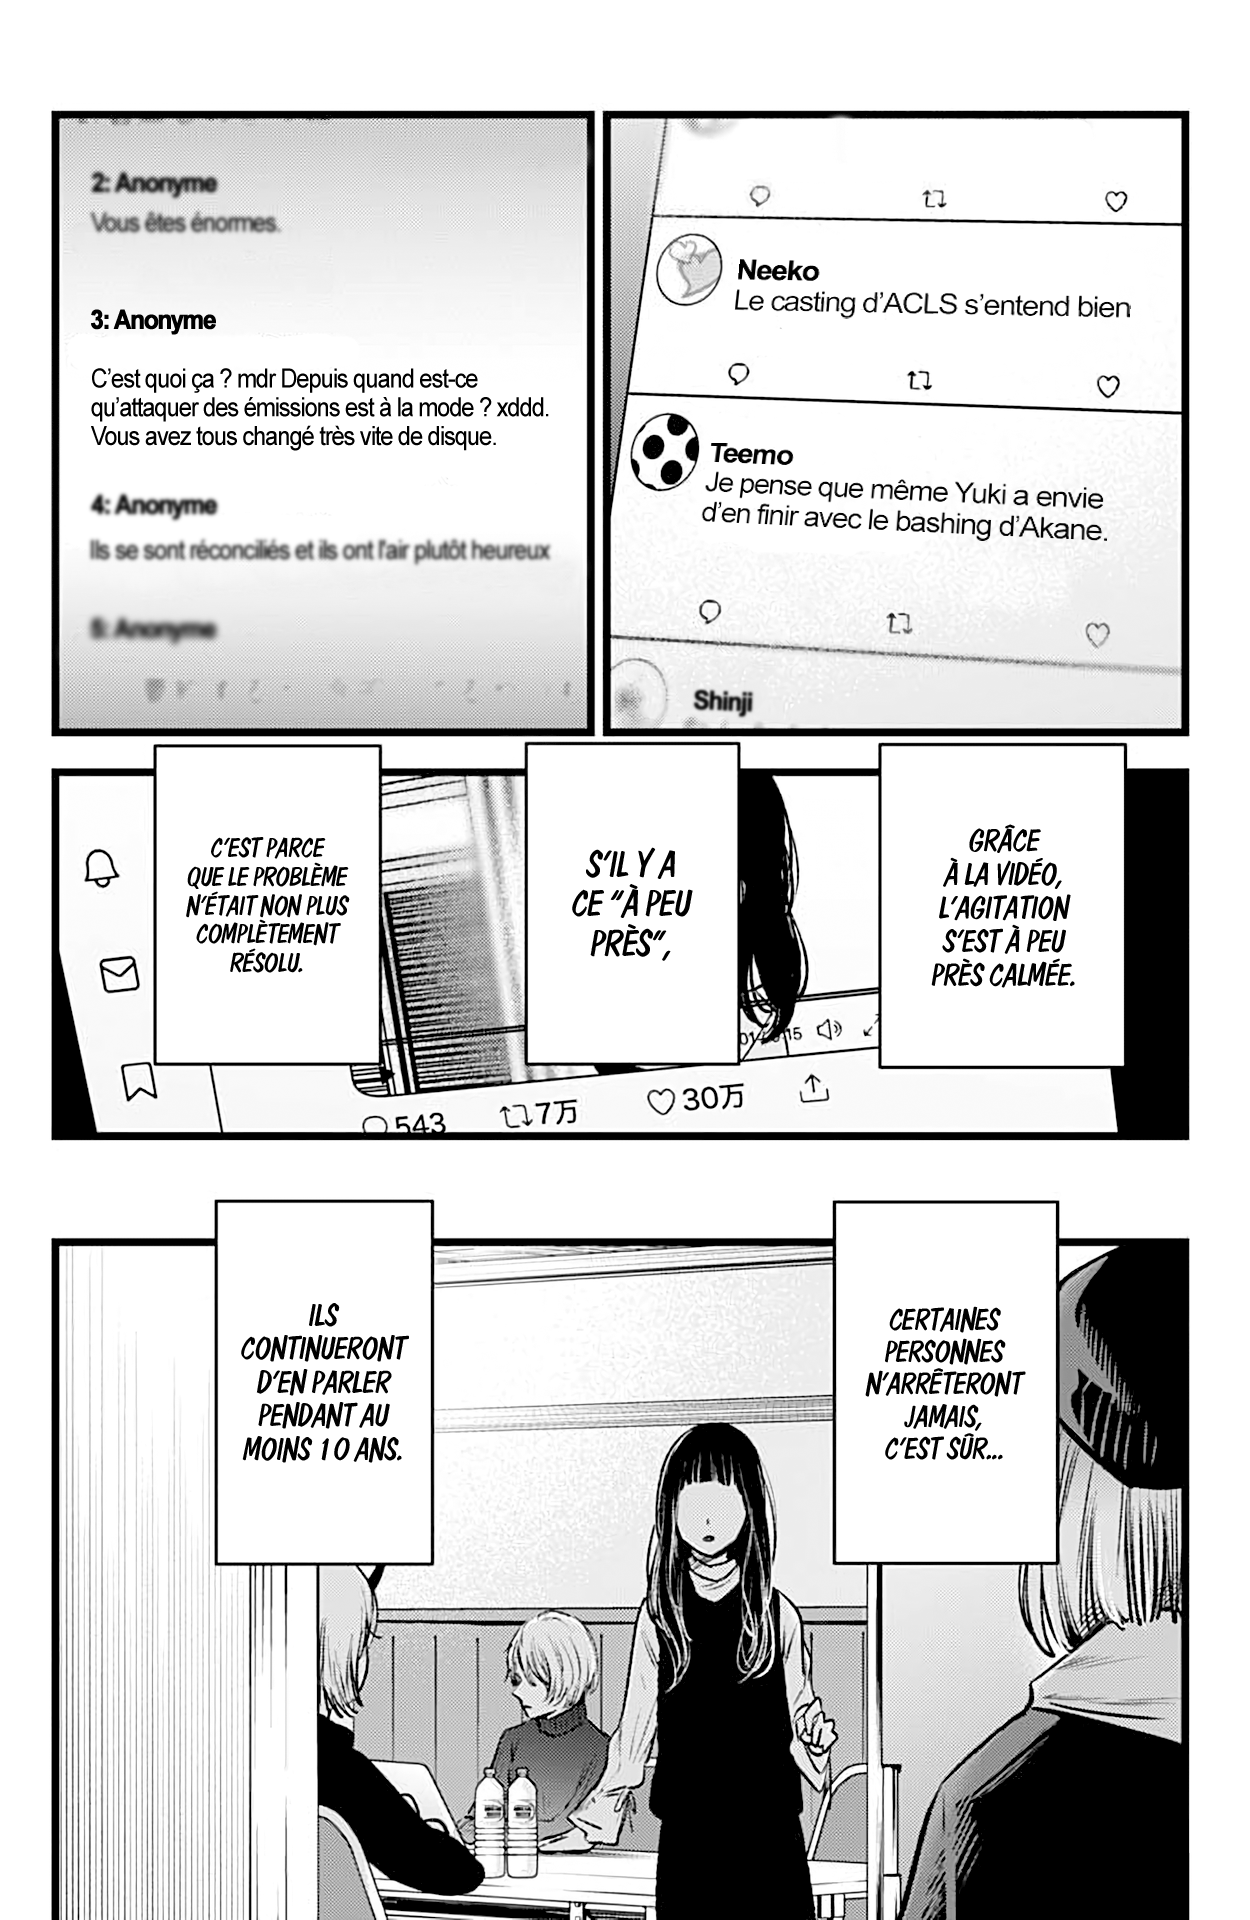 Neeko
Le casting d'ACLS s'entend bien
Teemo
Je pense que même Yuki a envie
d'en finir avec le bashing d'Akane.
Shinji
2: Anonyme
Vous êtes énormes.
3: Anonyme
C'est quoi ça ? mdr Depuis quand est-ce
qu'attaquer des émissions est à la mode ? xddd.
Vous avez tous changé très vite de disque.
4: Anonyme
Ils se sont réconciliés et ils ont l'air plutôt heureux
5: Anonyme
GRÂCE
À LA VIDÉO,
L'AGITATION
S'EST À PEU
PRÈS CALMÉE.
S'IL Y A
CE "À PEU
PRÈS",
C'EST PARCE
QUE LE PROBLÈME
N'ÉTAIT NON PLUS
COMPLÈTEMENT
RÉSOLU.
543
7万
30万
CERTAINES
PERSONNES
N'ARRÊTERONT
JAMAIS,
C'EST SÛR...
ILS
CONTINUERONT
D'EN PARLER
PENDANT AU
MOINS 10 ANS.